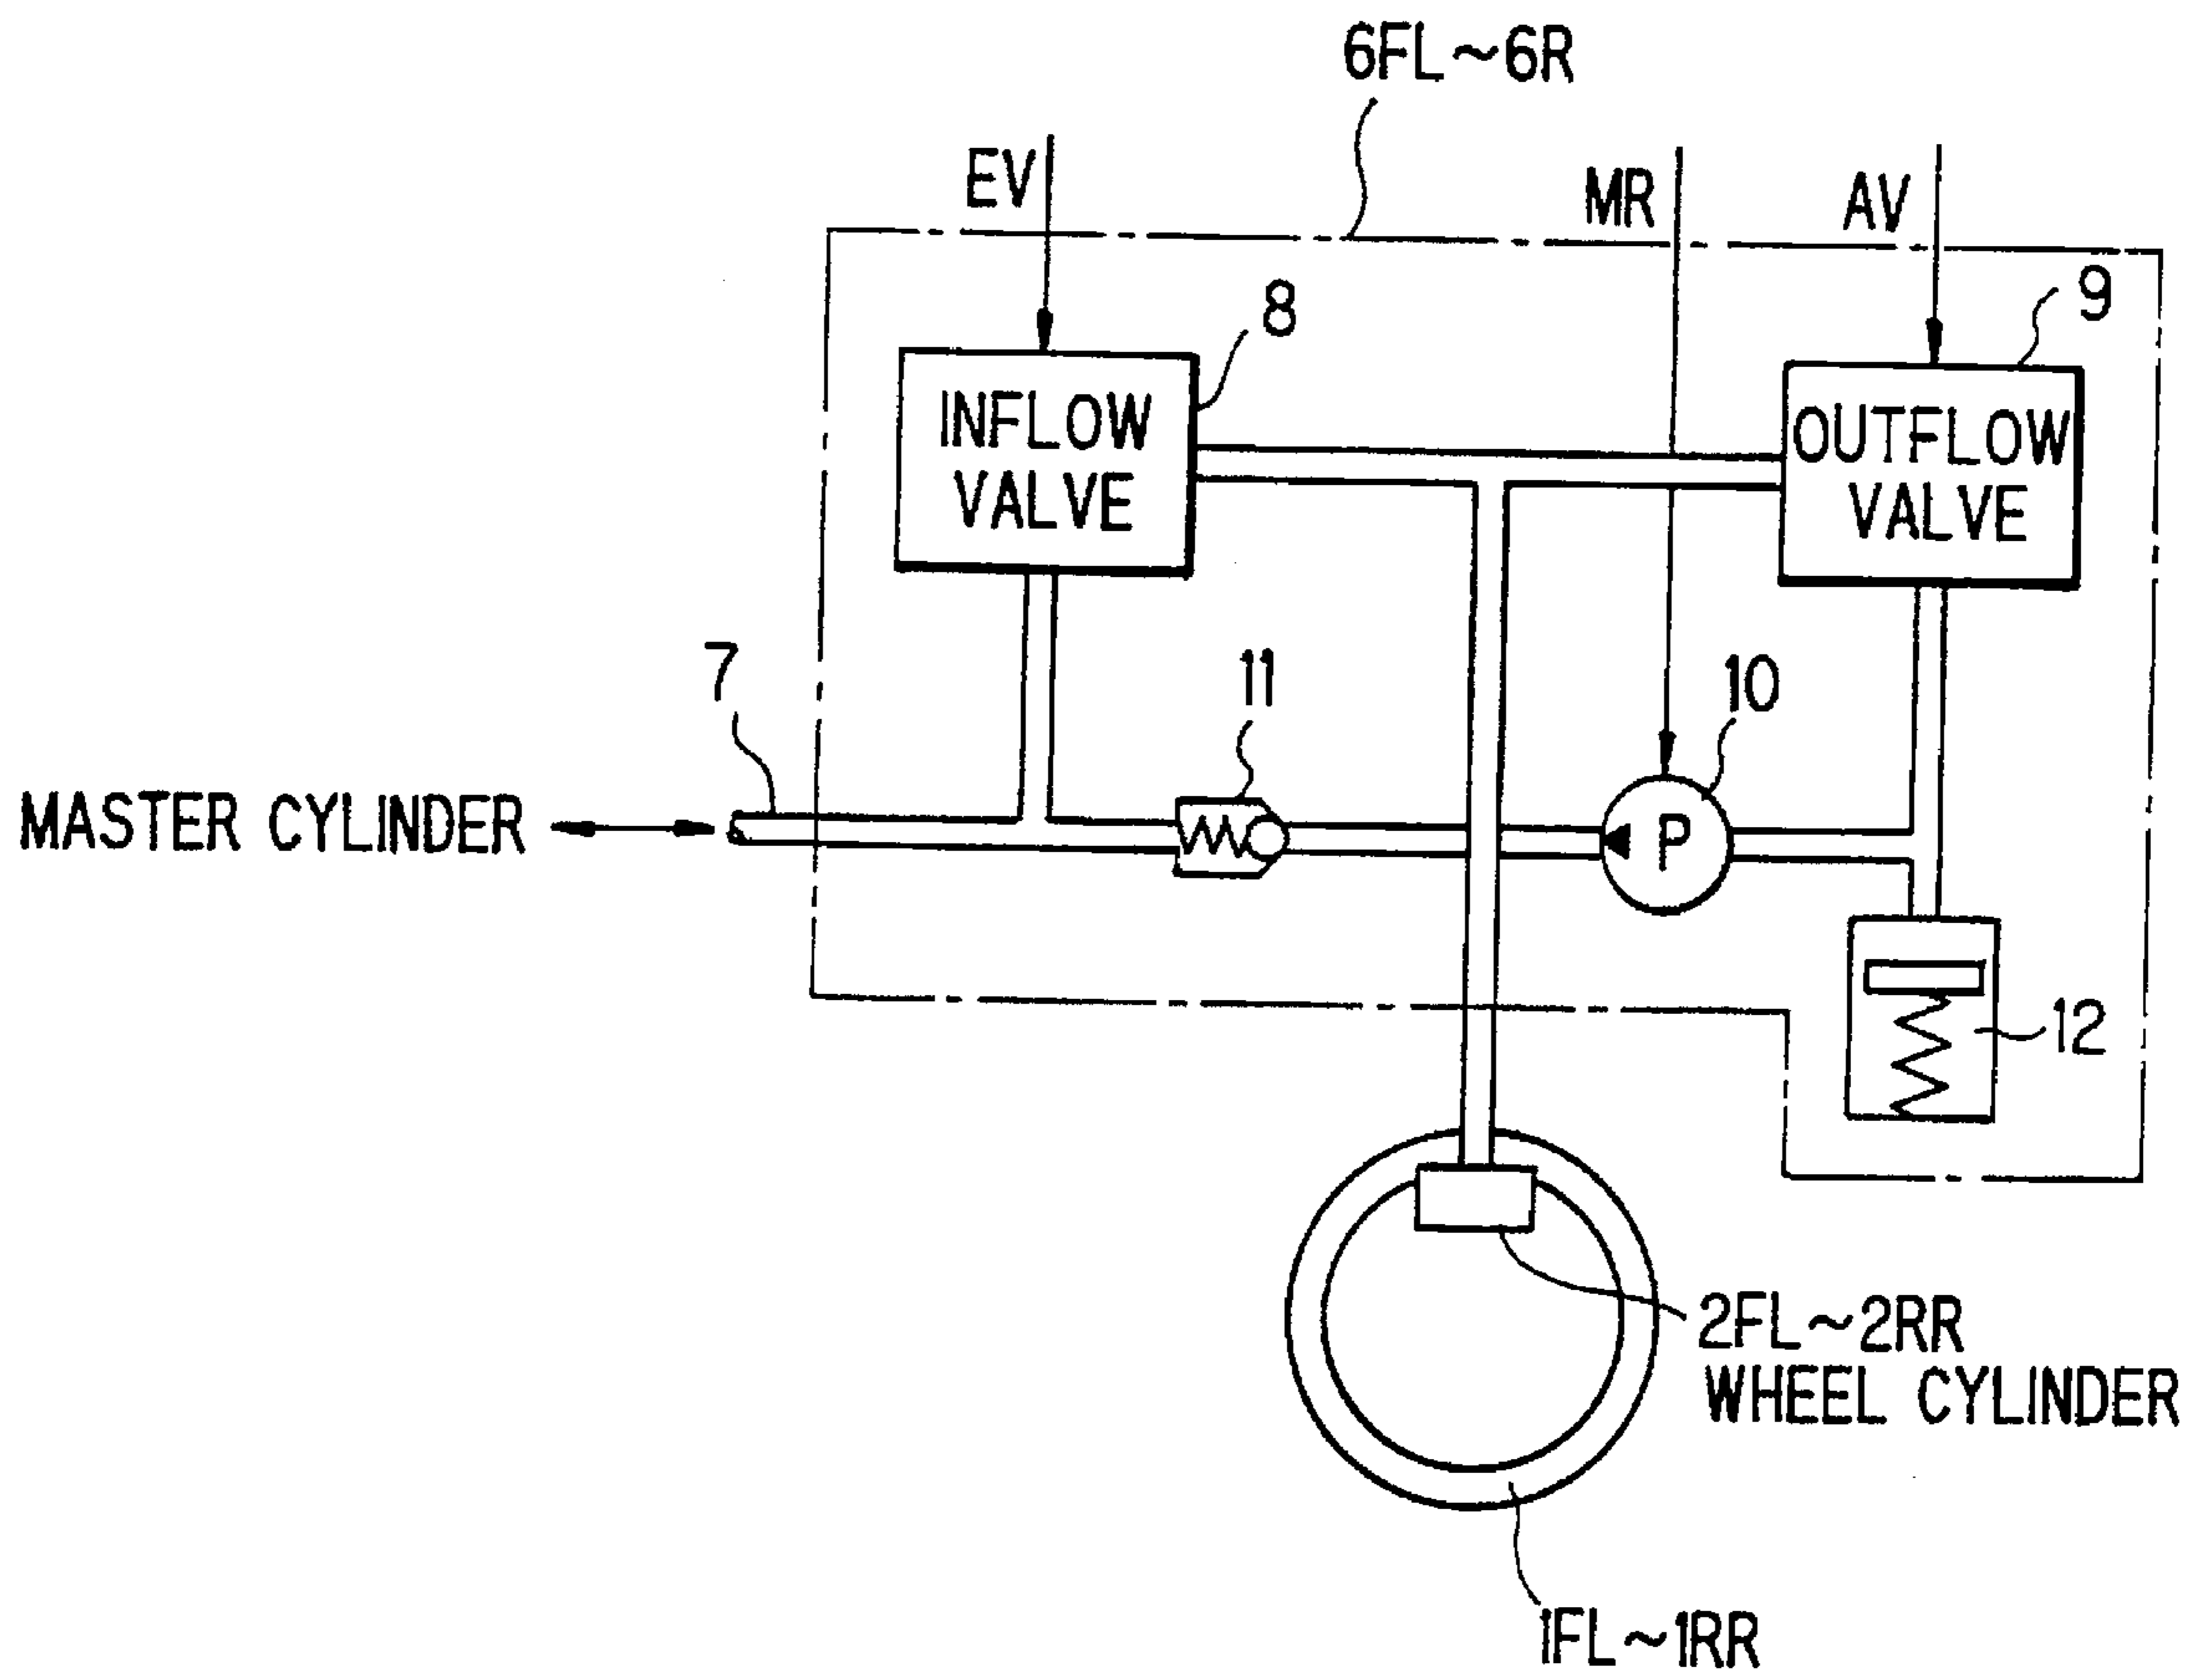 6FL~6R
EV
MR
AV
8
9
INFLOW
VALVE
OUTFLOW
VALVE
7
11
10
MASTER CYLINDER
P
12
2FL~2RR
WHEEL CYLINDER
1FL~1RR